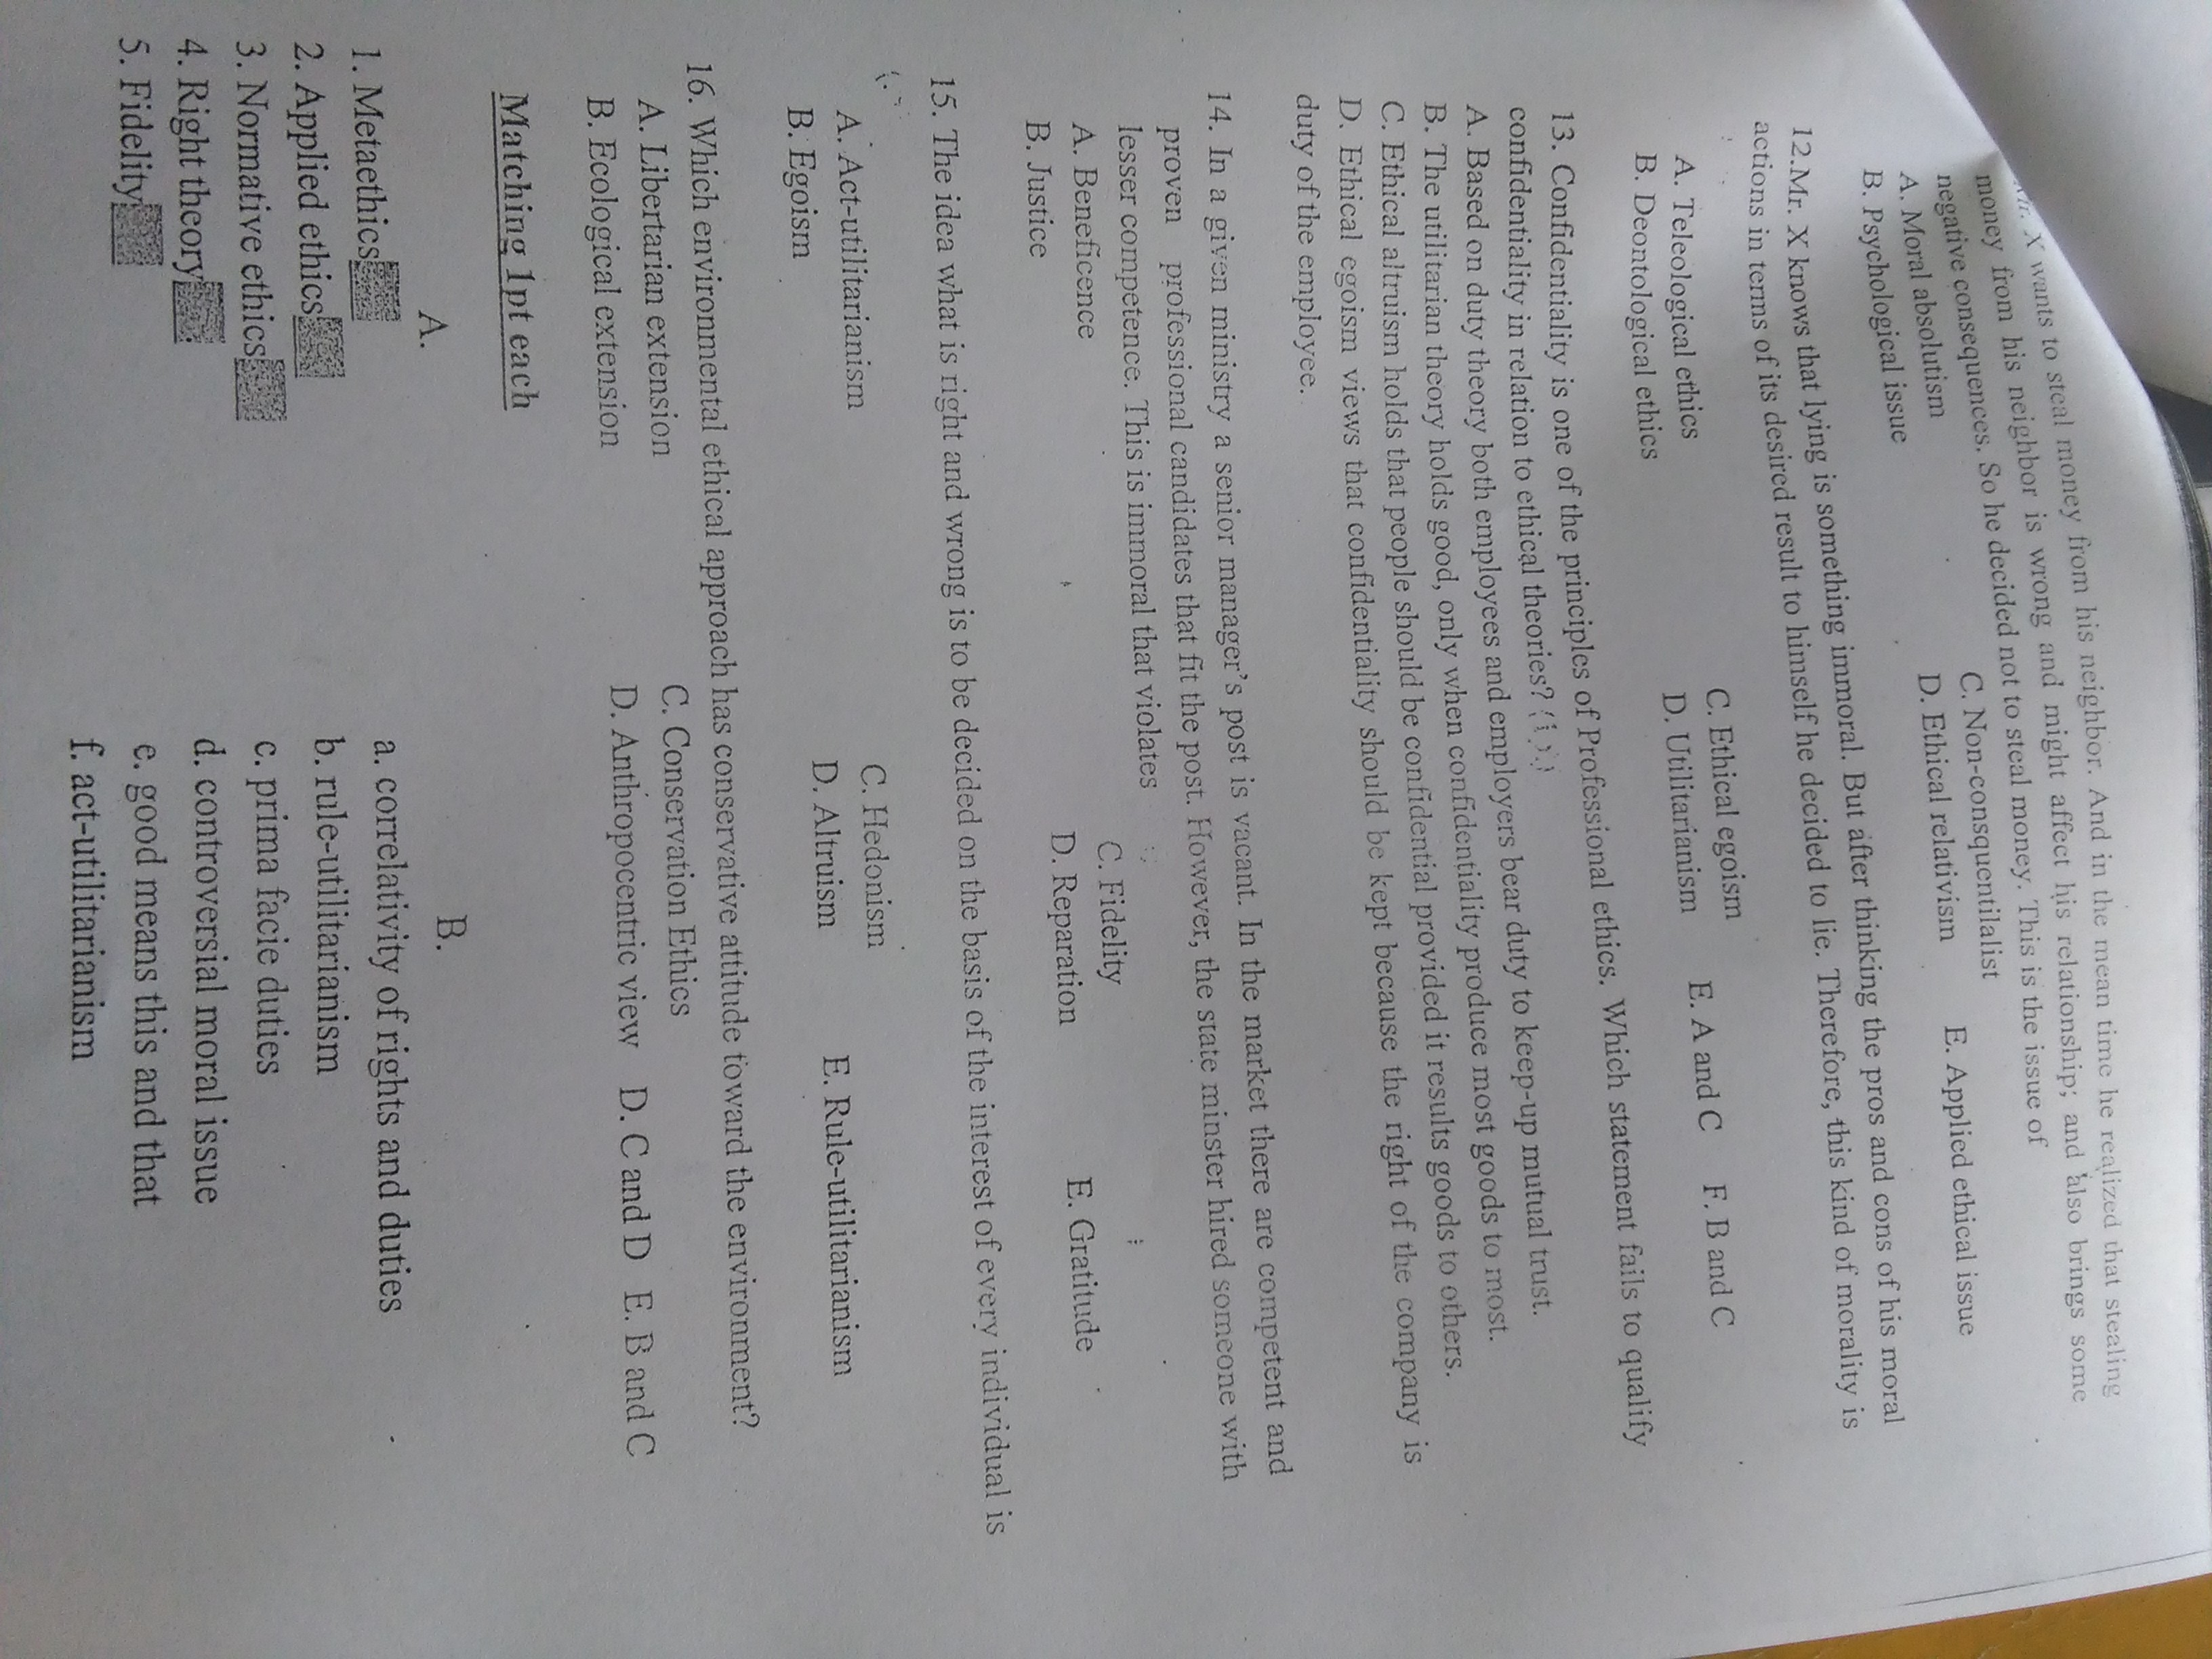 X wants to steal money from his neighbor. And in the mean time he realized that stealing
money from his neighbor is wrong and might affect his relationship; and also brings some
negative consequences. So he decided not to steal money. This is the issue of
A. Moral absolutism C. Non-consquentilalist E. Applied ethical issue
B. Psychological issue D. Ethical relativism
12.Mr. X knows that lying is something immoral. But after thinking the pros and cons of his moral
actions in terms of its desired result to himself he decided to lie. Therefore, this kind of morality is
A. Teleological ethics C. Ethical egoism E. A and C F. B and C
B. Deontological ethics D. Utilitarianism
13. Confidentiality is one of the principles of Professional ethics. Which statement fails to qualify
confidentiality in relation to ethical theories?
A. Based on duty theory both employees and employers bear duty to keep-up mutual trust.
B. The utilitarian theory holds good, only when confidentiality produce most goods to most.
C. Ethical altruism holds that people should be confidential provided it results goods to others.
D. Ethical egoism views that confidentiality should be kept because the right of the company is
duty of the employee.
14. In a given ministry a senior manager's post is vacant. In the market there are competent and
proven professional candidates that fit the post. However, the state minster hired someone with
lesser competence. This is immoral that violates
A. Beneficence C. Fidelity E. Gratitude
B. Justice D. Reparation
15. The idea what is right and wrong is to be decided on the basis of the interest of every individual is
A. Act-utilitarianism C. Hedonism E. Rule-utilitarianism
B. Egoism D. Altruism
16. Which environmental ethical approach has conservative attitude toward the environment?
A. Libertarian extension C. Conservation Ethics
B. Ecological extension D. Anthropocentric view D. C and D E. B and C
Matching 1pt each
A. B.
1. Metaethics a. correlativity of rights and duties
2. Applied ethics b. rule-utilitarianism
3. Normative ethics c. prima facie duties
4. Right theory d. controversial moral issue
5. Fidelity e. good means this and that
f. act-utilitarianism